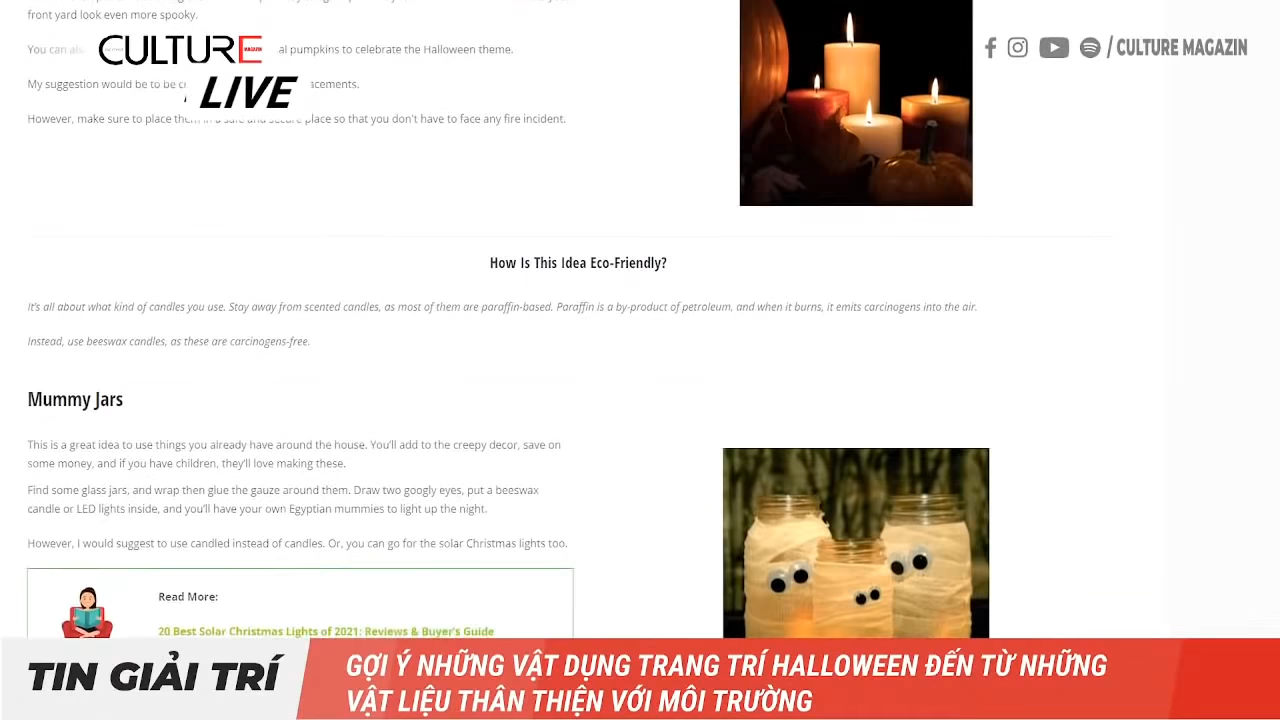 front yard look even more spooky.
You can als
al pumpkins to celebrate the Halloween theme.
My suggestion would be to be c
acements.
However, make sure to place them in a safe and secure place so that you don't have to face any fire incident.
CULTURE
MAGAZIN
LIVE
/ CULTURE MAGAZIN
How Is This Idea Eco-Friendly?
It's all about what kind of candles you use. Stay away from scented candles, as most of them are paraffin-based. Paraffin is a by-product of petroleum, and when it burns, it emits carcinogens into the air.
Instead, use beeswax candles, as these are carcinogens-free.
Mummy Jars
This is a great idea to use things you already have around the house. You'll add to the creepy decor, save on
some money, and if you have children, they'll love making these.
Find some glass jars, and wrap then glue the gauze around them. Draw two googly eyes, put a beeswax
candle or LED lights inside, and you'll have your own Egyptian mummies to light up the night.
However, I would suggest to use candled instead of candles. Or, you can go for the solar Christmas lights too.
Read More:
20 Best Solar Christmas Lights of 2021: Reviews & Buyer's Guide
TIN GIẢI TRÍ
GỢI Ý NHỮNG VẬT DỤNG TRANG TRÍ HALLOWEEN ĐẾN TỪ NHỮNG
VẬT LIỆU THÂN THIỆN VỚI MÔI TRƯỜNG